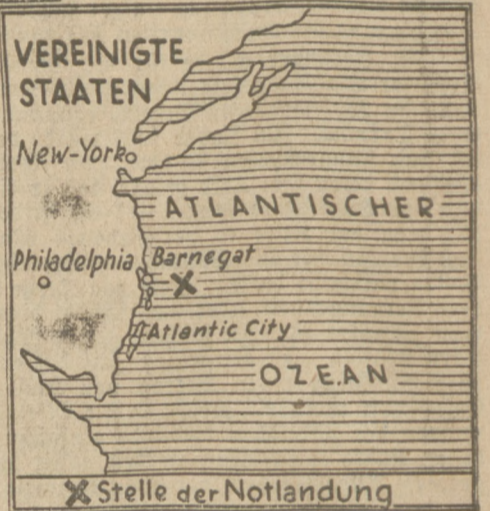 VEREINIGTE
STAATEN
New-York
ATLANTISCHER
Philadelphia
Barnegat
Atlantic City
OZEAN
Stelle der Notlandung